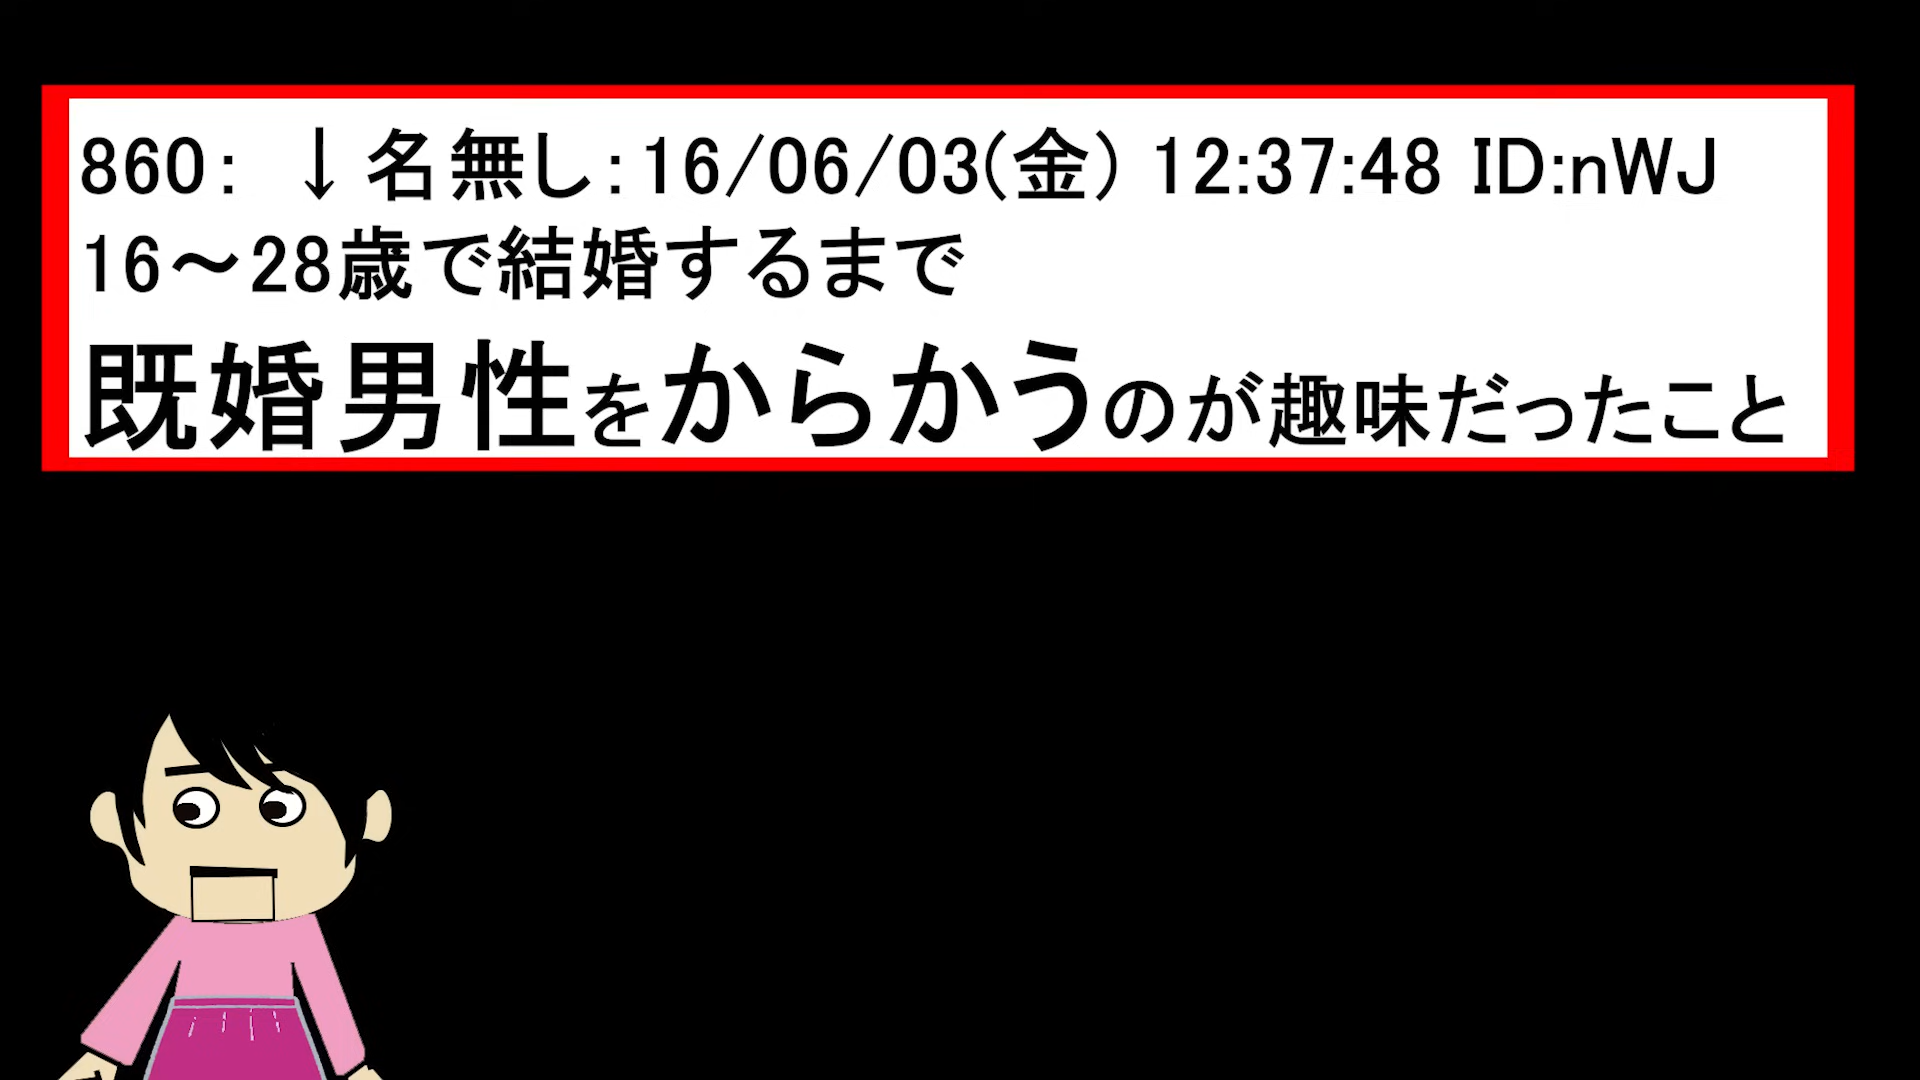 860: ↓名無し:16/06/03(金) 12:37:48 ID:nWJ
16～28歳で結婚するまで
既婚男性をからかうのが趣味だったこと